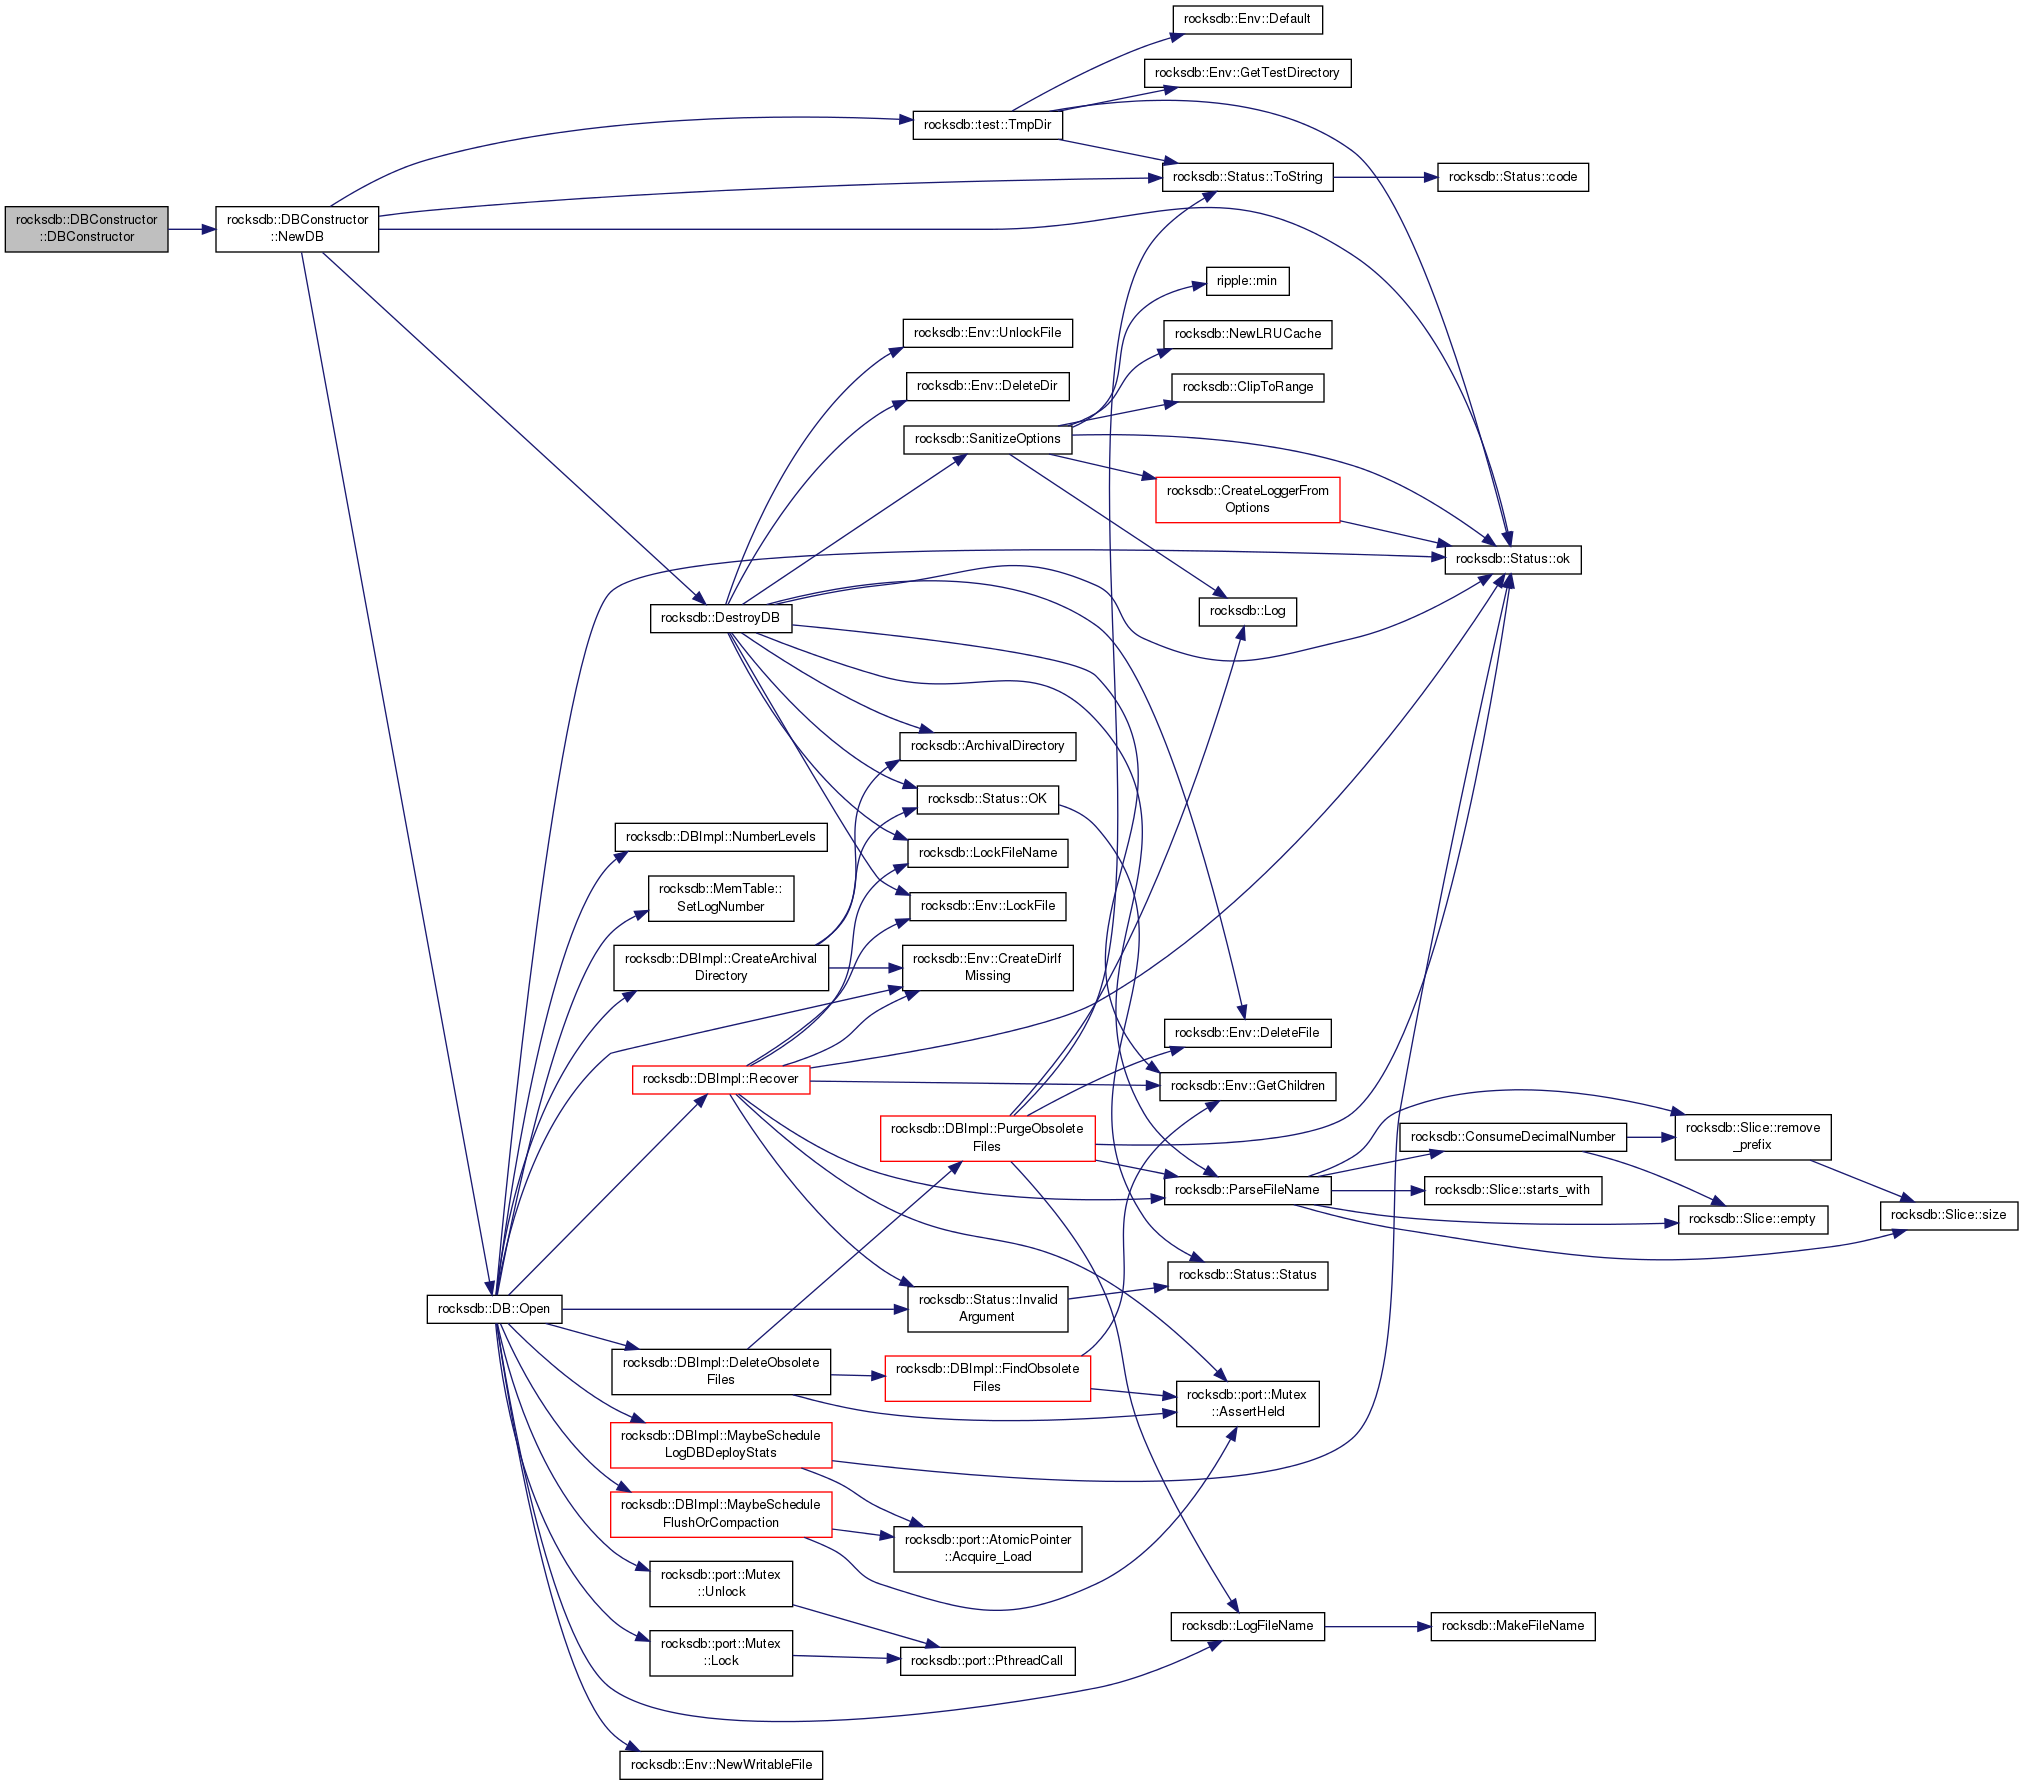 rocksdb::Env::Default
rocksdb::Env::GetTestDirectory
rocksdb::test::TmpDir
rocksdb::Status::ToString
rocksdb::Status::code
rocksdb::DBConstructor
::DBConstructor
rocksdb::DBConstructor
::NewDB
ripple::min
rocksdb::Env::UnlockFile
rocksdb::NewLRUCache
rocksdb::Env::DeleteDir
rocksdb::ClipToRange
rocksdb::SanitizeOptions
rocksdb::CreateLoggerFrom
Options
rocksdb::Status::ok
rocksdb::Log
rocksdb::DestroyDB
rocksdb::ArchivalDirectory
rocksdb::Status::OK
rocksdb::DBImpl::NumberLevels
rocksdb::LockFileName
rocksdb::MemTable::
SetLogNumber
rocksdb::Env::LockFile
rocksdb::DBImpl::CreateArchival
Directory
rocksdb::Env::CreateDirIf
Missing
rocksdb::Env::DeleteFile
rocksdb::DBImpl::Recover
rocksdb::Env::GetChildren
rocksdb::DBImpl::PurgeObsolete
Files
rocksdb::ConsumeDecimalNumber
rocksdb::Slice::remove
_prefix
rocksdb::ParseFileName
rocksdb::Slice::starts_with
rocksdb::Slice::empty
rocksdb::Slice::size
rocksdb::Status::Status
rocksdb::DB::Open
rocksdb::Status::Invalid
Argument
rocksdb::DBImpl::DeleteObsolete
Files
rocksdb::DBImpl::FindObsolete
Files
rocksdb::port::Mutex
::AssertHeld
rocksdb::DBImpl::MaybeSchedule
LogDBDeployStats
rocksdb::DBImpl::MaybeSchedule
FlushOrCompaction
rocksdb::port::AtomicPointer
::Acquire_Load
rocksdb::port::Mutex
::Unlock
rocksdb::LogFileName
rocksdb::MakeFileName
rocksdb::port::Mutex
::Lock
rocksdb::port::PthreadCall
rocksdb::Env::NewWritableFile